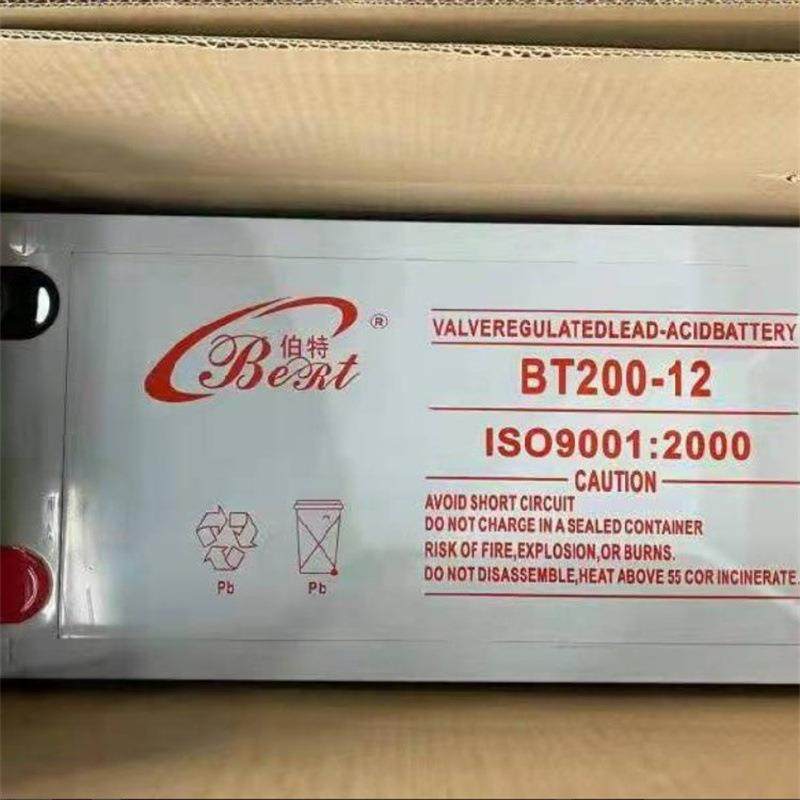 伯特
BeRt
®
VALVEREGULATEDLEAD-ACIDBATTERY
BT200-12
ISO9001:2000
CAUTION
AVOID SHORT CIRCUIT
DO NOT CHARGE IN A SEALED CONTAINER
RISK OF FIRE,EXPLOSION,OR BURNS.
DO NOT DISASSEMBLE,HEAT ABOVE 55 COR INCINERATE.
Pb
Pb